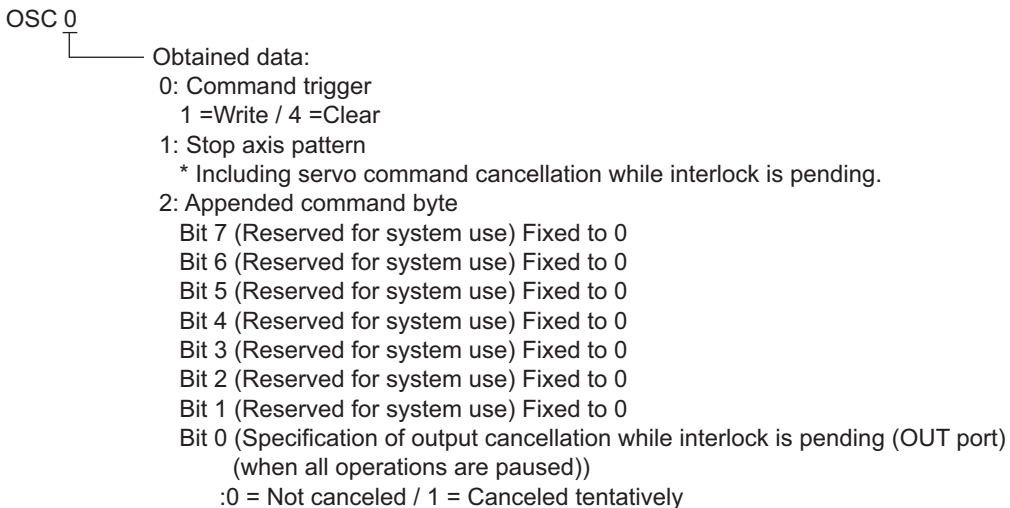 OSC 0
Obtained data:
0: Command trigger
1 =Write / 4 =Clear
1: Stop axis pattern
* Including servo command cancellation while interlock is pending.
2: Appended command byte
Bit 7 (Reserved for system use) Fixed to 0
Bit 6 (Reserved for system use) Fixed to 0
Bit 5 (Reserved for system use) Fixed to 0
Bit 4 (Reserved for system use) Fixed to 0
Bit 3 (Reserved for system use) Fixed to 0
Bit 2 (Reserved for system use) Fixed to 0
Bit 1 (Reserved for system use) Fixed to 0
Bit 0 (Specification of output cancellation while interlock is pending (OUT port)
(when all operations are paused))
:0 = Not canceled / 1 = Canceled tentatively